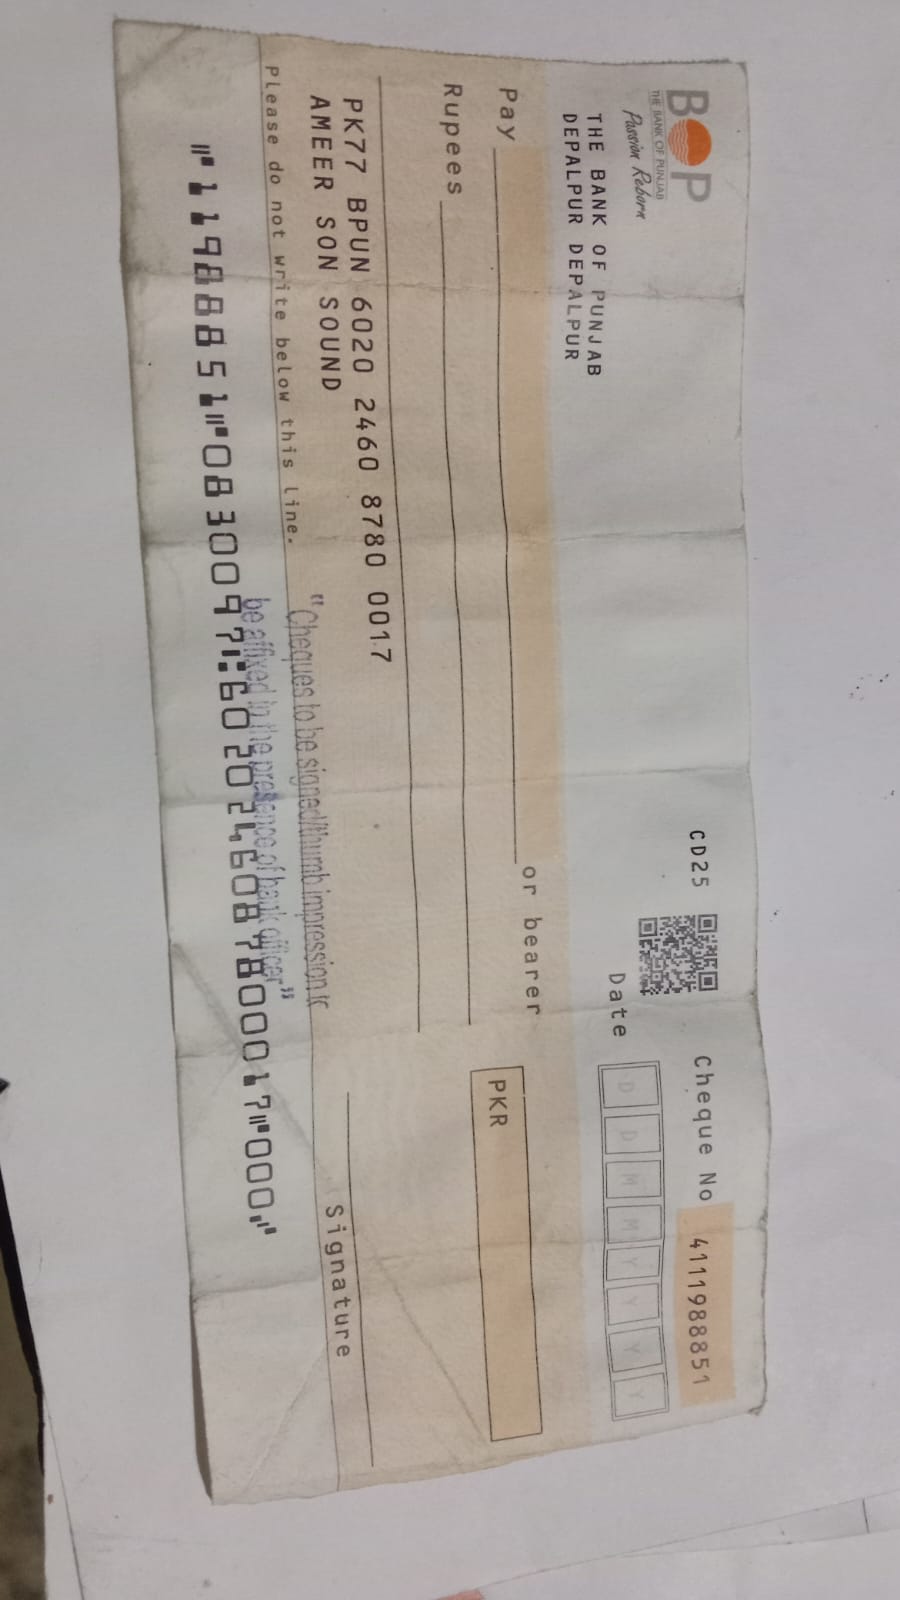 BOP
THE BANK OF PUNJAB
Passion Reborn
CD25
Cheque No 4111988851
THE BANK OF PUNJAB
DEPALPUR DEPALPUR
Date D D M M Y Y Y Y
Pay or bearer
Rupees
PKR
PK77 BPUN 6020 2460 8780 0017
AMEER SON SOUND
Signature
"Cheques to be signed/thumb impression
be affixed in the presence of bank officer"
Please do not write below this line.
⑈11988851⑈0830097⑆6020246087800017⑈000⑈